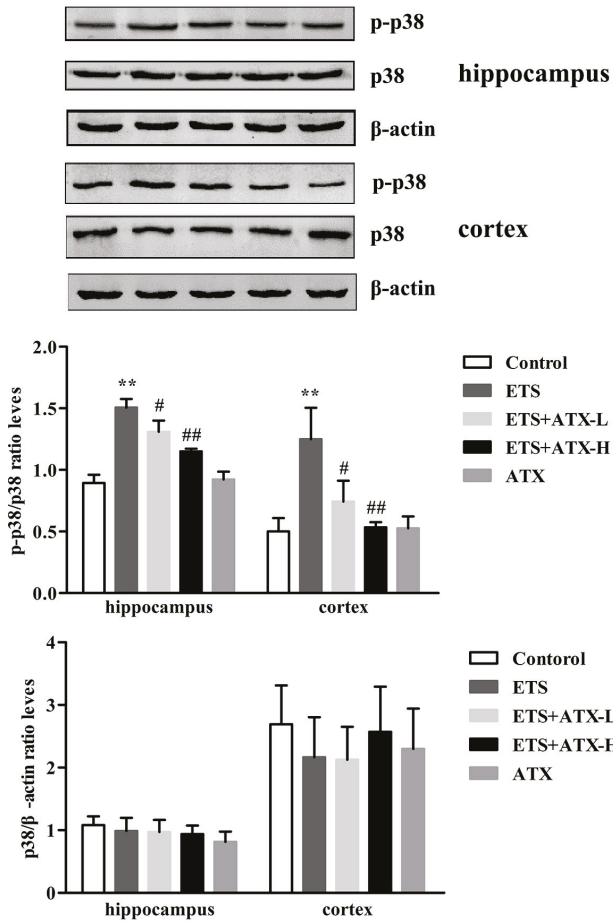 p-p38
p38
hippocampus
β-actin
p-p38
p38
cortex
β-actin
2.0
1.5
1.0
0.5
0.0
p-p38/p38 ratio leves
**
#
##
**
#
##
hippocampus
cortex
Control
ETS
ETS+ATX-L
ETS+ATX-H
ATX
4
3
2
1
0
p38/β -actin ratio leves
hippocampus
cortex
Contorol
ETS
ETS+ATX-L
ETS+ATX-H
ATX